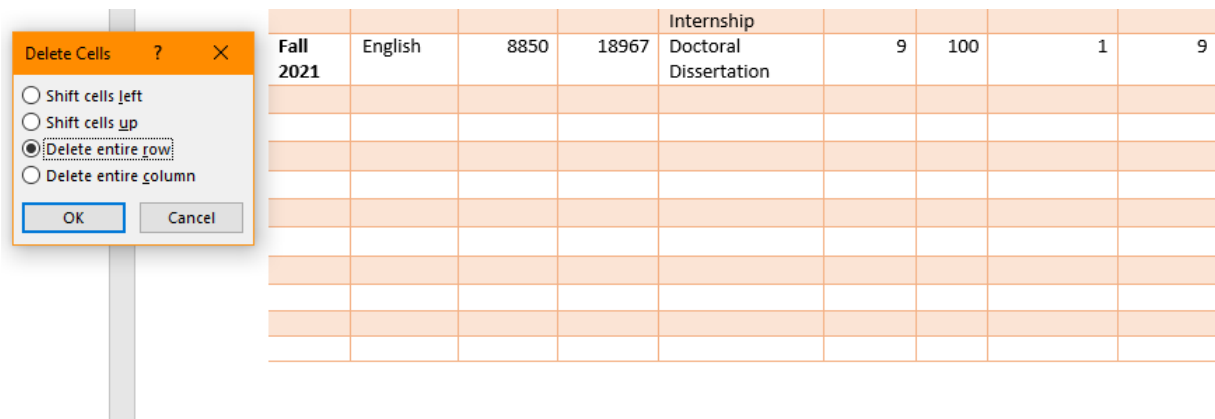 Delete Cells ? ×
Shift cells left
Shift cells up
Delete entire row
Delete entire column
OK Cancel
Internship
Fall English 8850 18967 Doctoral 9 100 1 9
2021 Dissertation